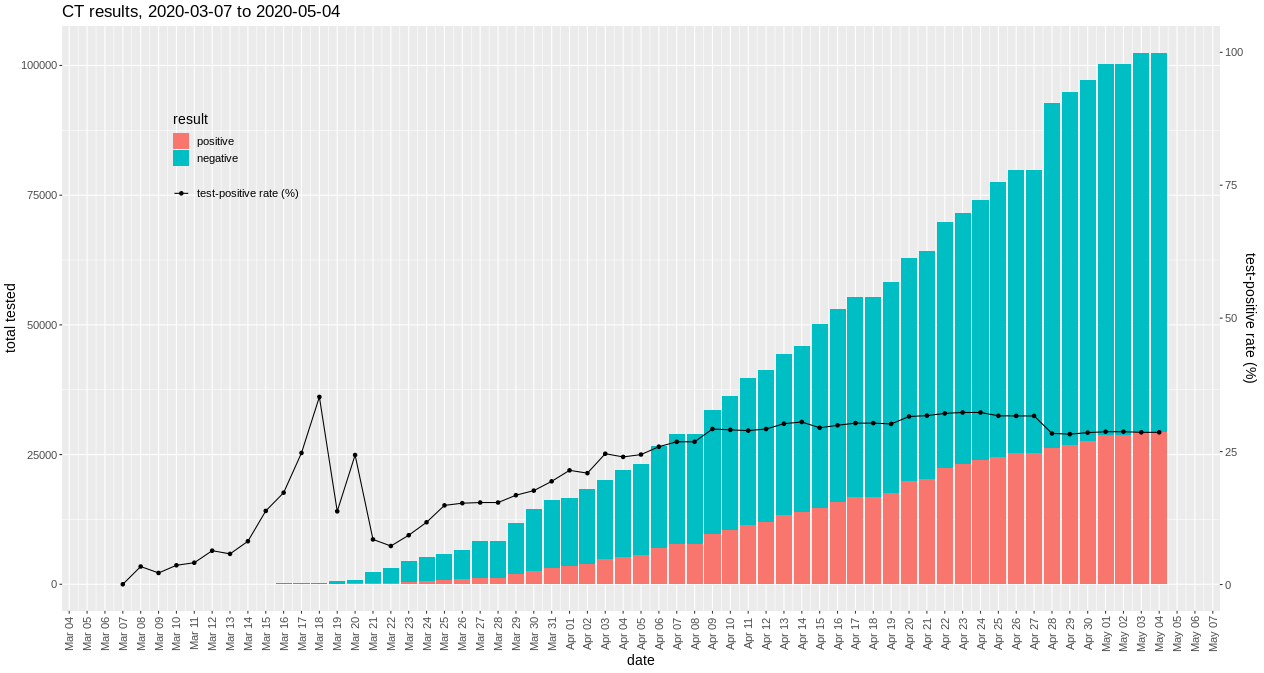 CT results, 2020-03-07 to 2020-05-04
total tested
100000
75000
50000
25000
0
result
positive
negative
test-positive rate (%)
100
75
50
25
0
test-positive rate (%)
Mar 04
Mar 05
Mar 06
Mar 07
Mar 08
Mar 09
Mar 10
Mar 11
Mar 12
Mar 13
Mar 14
Mar 15
Mar 16
Mar 17
Mar 18
Mar 19
Mar 20
Mar 21
Mar 22
Mar 23
Mar 24
Mar 25
Mar 26
Mar 27
Mar 28
Mar 29
Mar 30
Mar 31
Apr 01
Apr 02
Apr 03
Apr 04
Apr 05
Apr 06
Apr 07
Apr 08
Apr 09
Apr 10
Apr 11
Apr 12
Apr 13
Apr 14
Apr 15
Apr 16
Apr 17
Apr 18
Apr 19
Apr 20
Apr 21
Apr 22
Apr 23
Apr 24
Apr 25
Apr 26
Apr 27
Apr 28
Apr 29
Apr 30
May 01
May 02
May 03
May 04
May 05
May 06
May 07
date